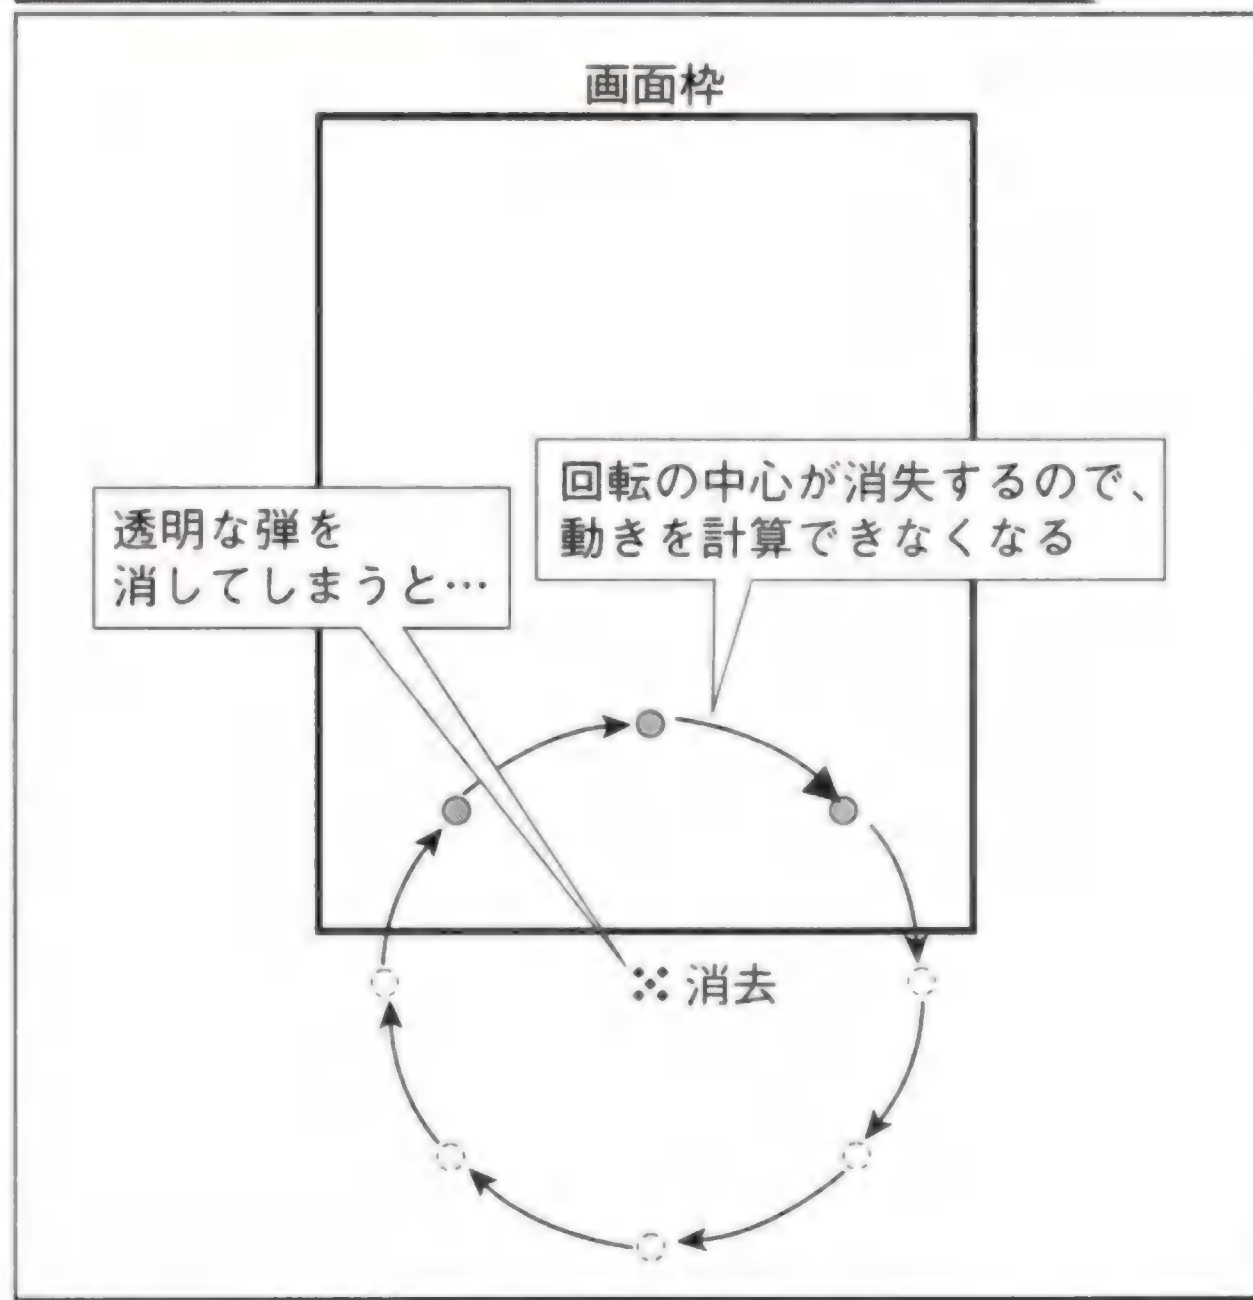 画面枠
透明な弾を
消してしまうと…
回転の中心が消失するので、
動きを計算できなくなる
消去